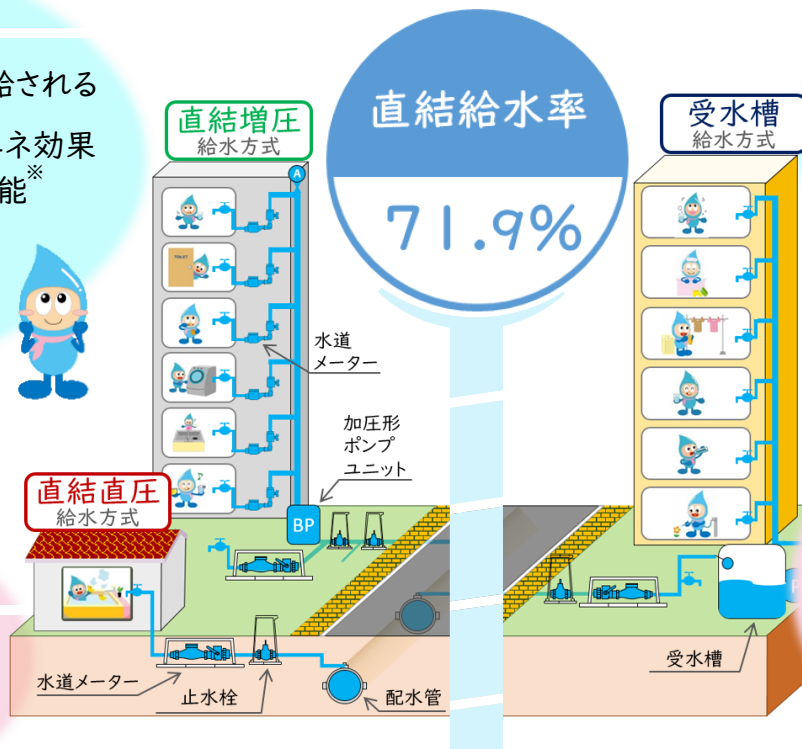 給される
ネ効果
能※
直結増圧
給水方式
直結給水率
71.9%
受水槽
給水方式
A
TOILET
水道
メーター
加圧形
ポンプ
ユニット
直結直圧
給水方式
BP
水道メーター
止水栓
配水管
受水槽